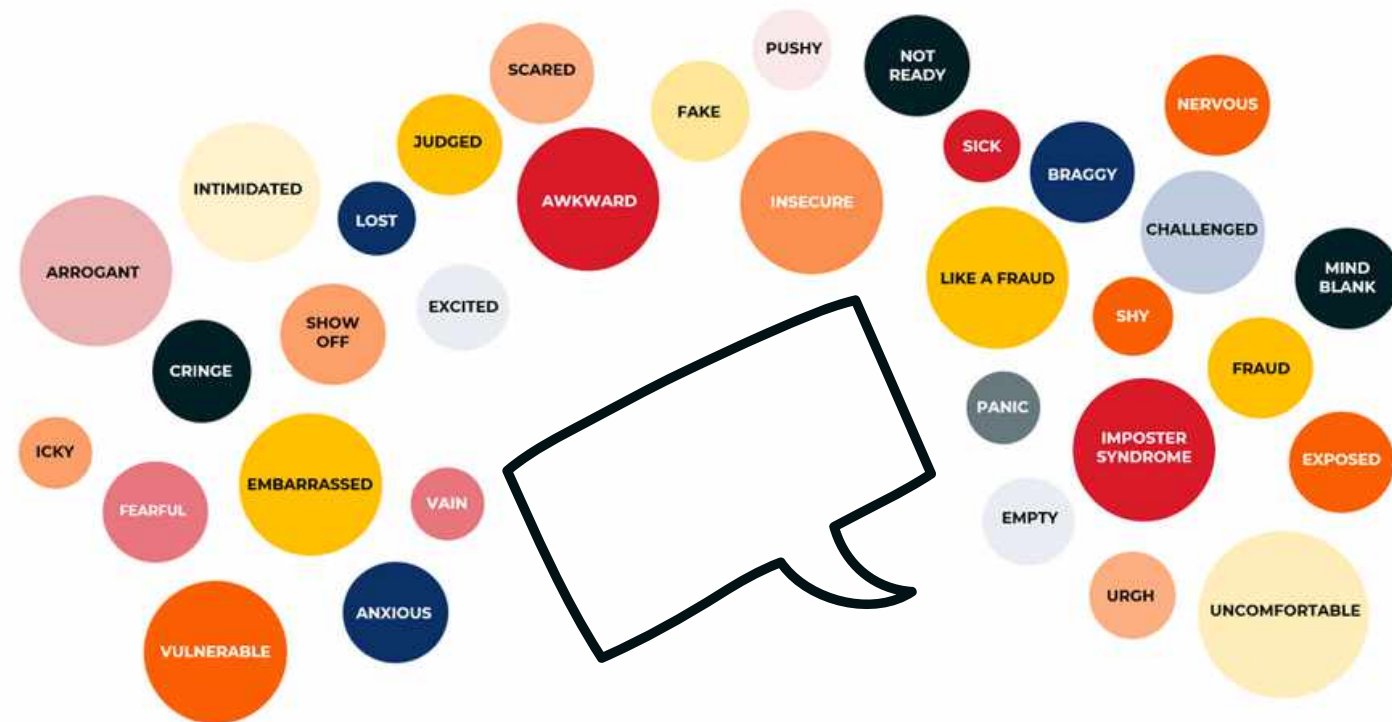 PUSHY
NOT
READY
SCARED
FAKE
NERVOUS
JUDGED
SICK
BRAGGY
INTIMIDATED
LOST
AWKWARD
INSECURE
CHALLENGED
ARROGANT
LIKE A FRAUD
MIND
BLANK
EXCITED
SHOW
OFF
SHY
CRINGE
FRAUD
PANIC
ICKY
IMPOSTER
SYNDROME
EXPOSED
EMBARRASSED
VAIN
FEARFUL
EMPTY
ANXIOUS
URGH
UNCOMFORTABLE
VULNERABLE